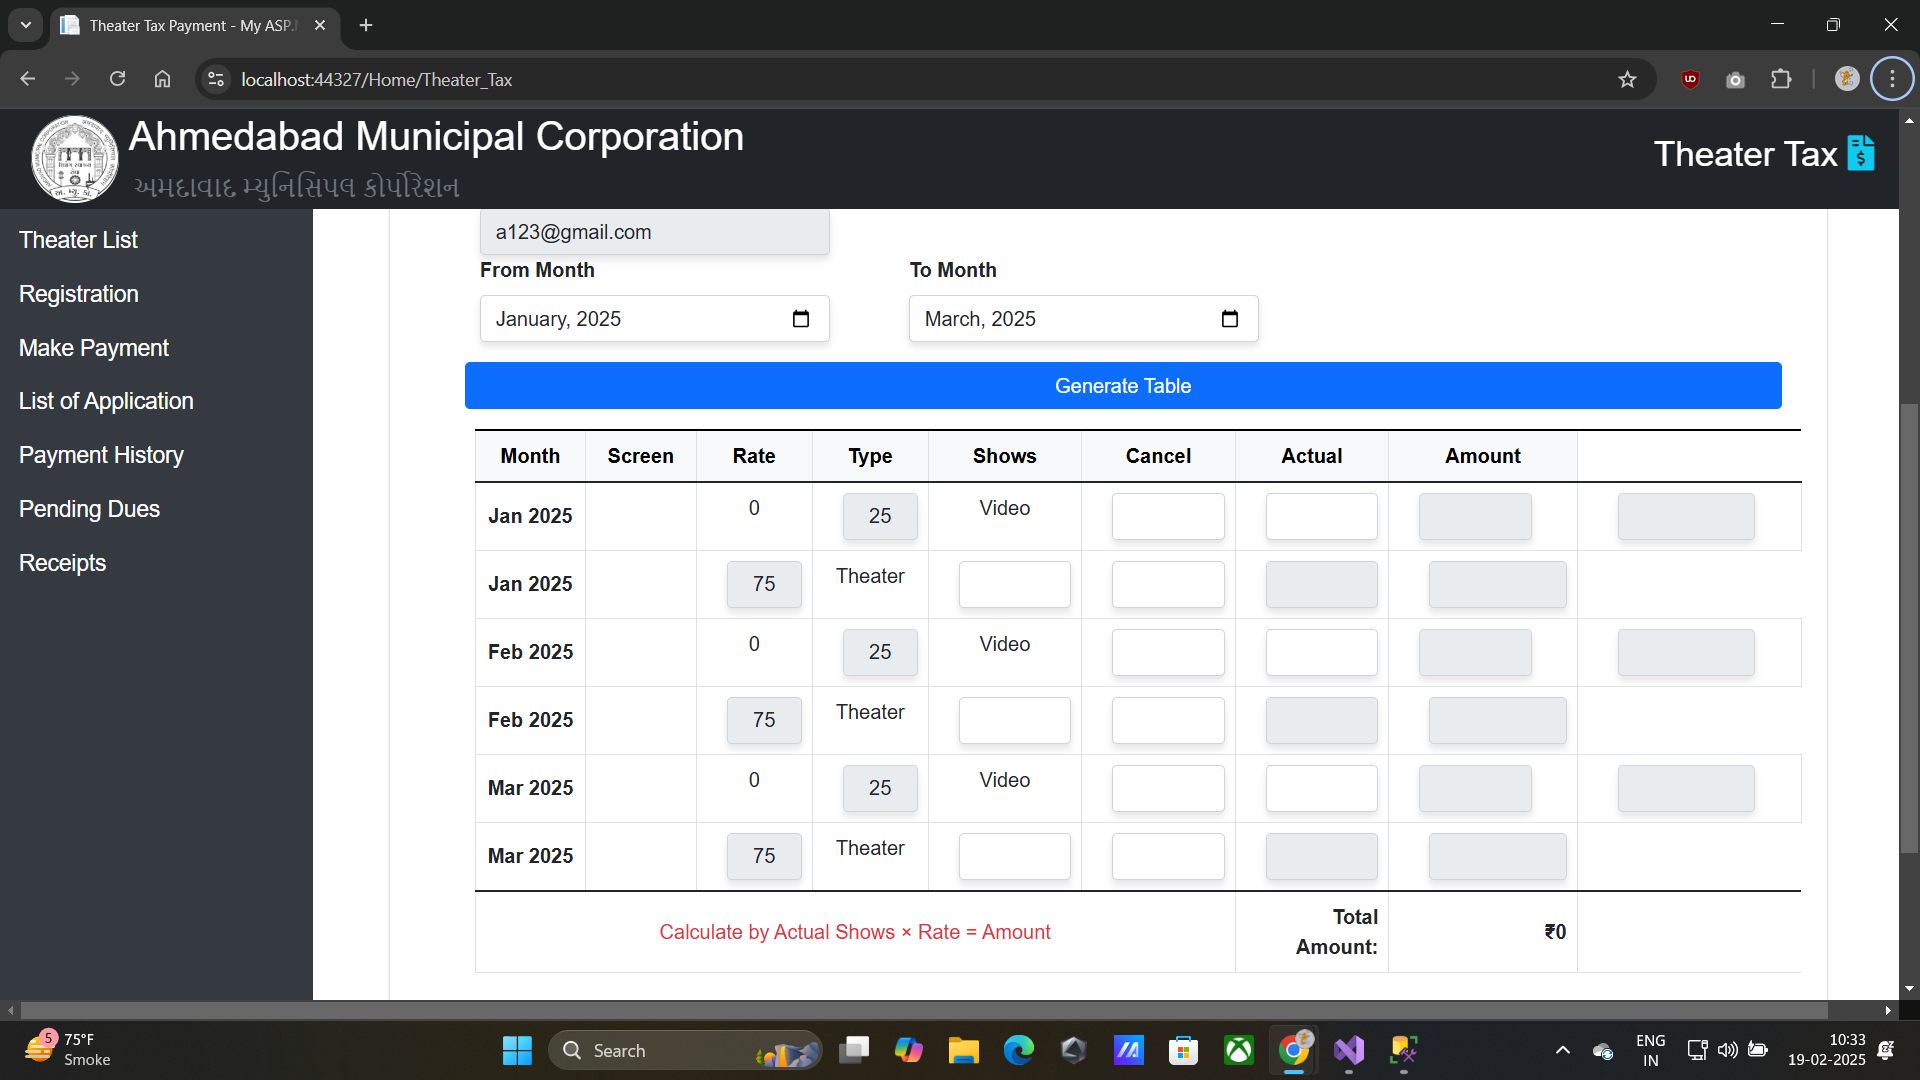 Theater Tax Payment - My ASP.
localhost:44327/Home/Theater_Tax
Ahmedabad Municipal Corporation
અમદાવાદ મ્યુનિસિપલ કોર્પોરેશન
Theater Tax
Theater List
Registration
Make Payment
List of Application
Payment History
Pending Dues
Receipts
a123@gmail.com
From Month To Month
January, 2025 March, 2025
Generate Table
Month Screen Rate Type Shows Cancel Actual Amount
Jan 2025 0 25 Video
Jan 2025 75 Theater
Feb 2025 0 25 Video
Feb 2025 75 Theater
Mar 2025 0 25 Video
Mar 2025 75 Theater
Calculate by Actual Shows × Rate = Amount
Total
Amount:
₹0
5
75°F
Smoke
Search
ENG
IN
10:33
19-02-2025